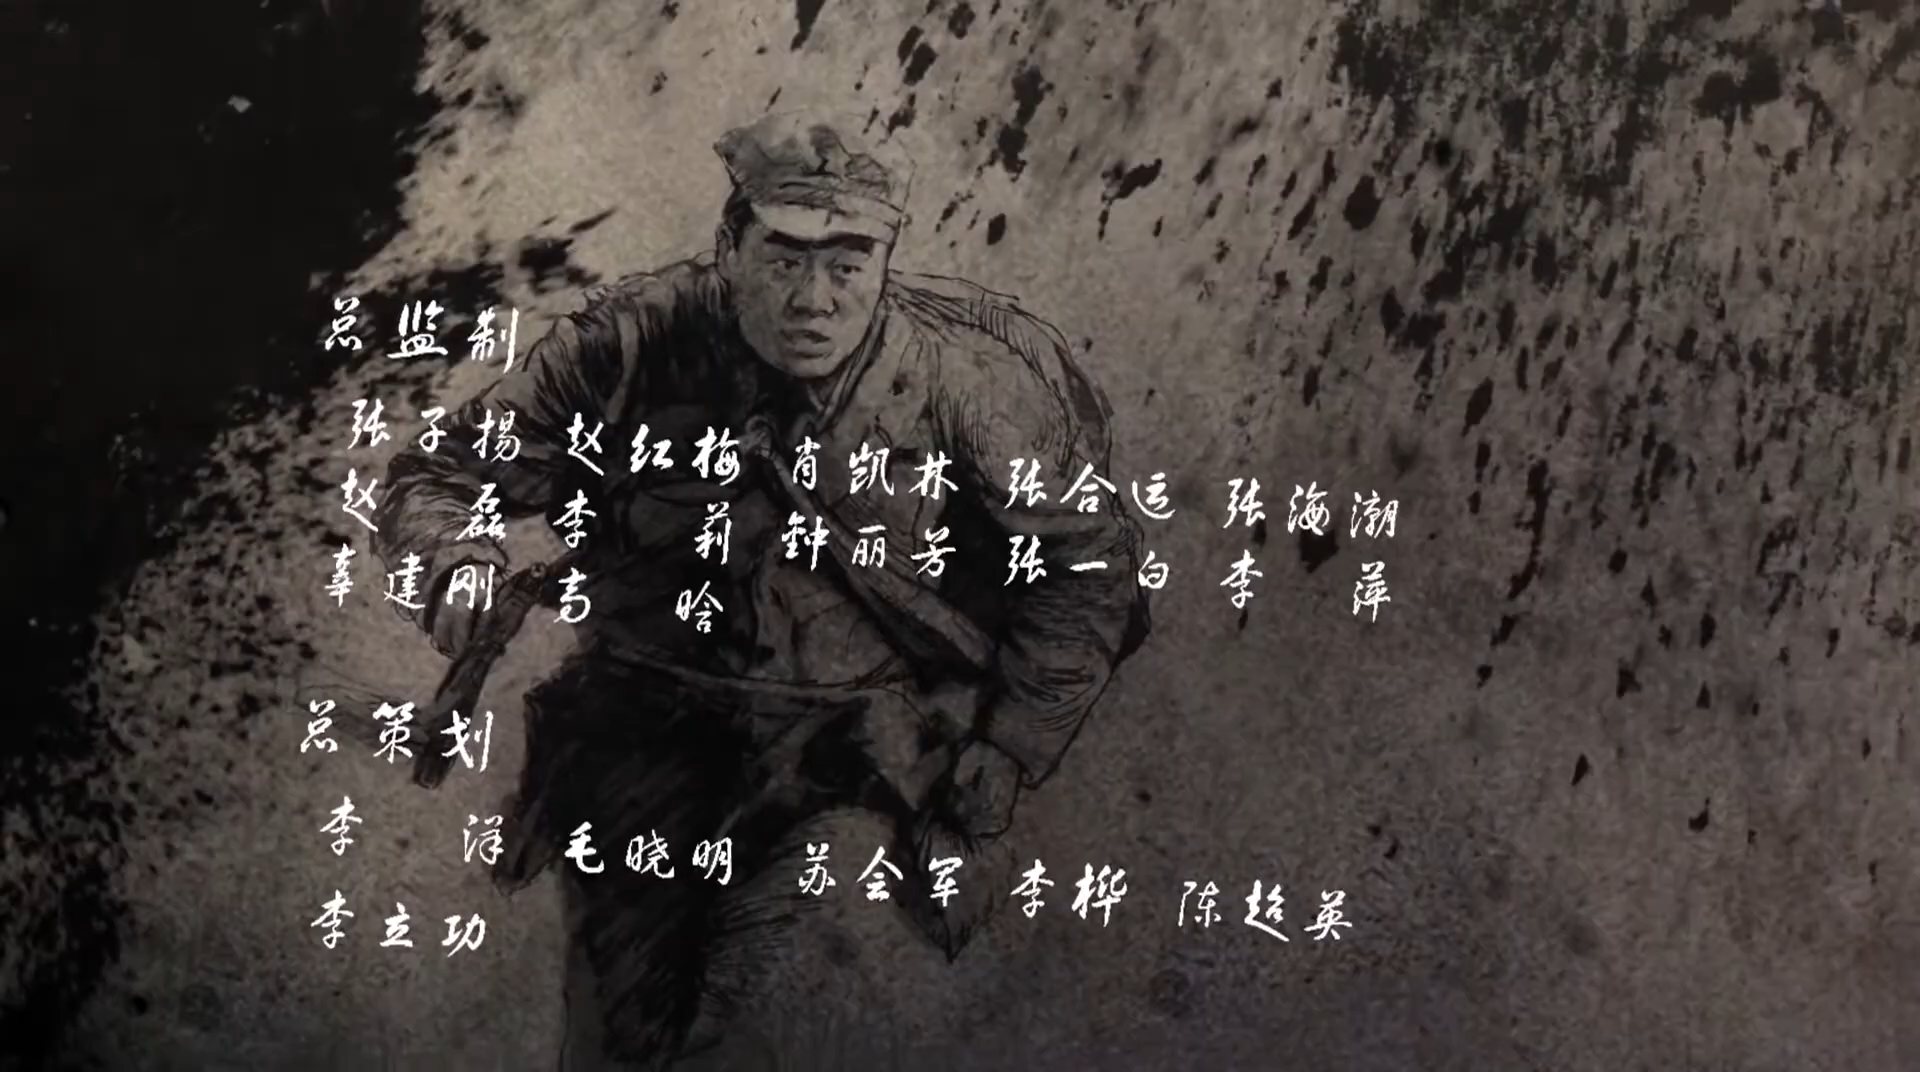 总监制
张子扬 赵红梅 肖凯林 张合运 张海潮
赵磊 李莉 钟丽芳 张一白 李萍
辜建刚 高晗
总策划
李洋 毛晓明 苏会军 李桦 陈超英
李立功